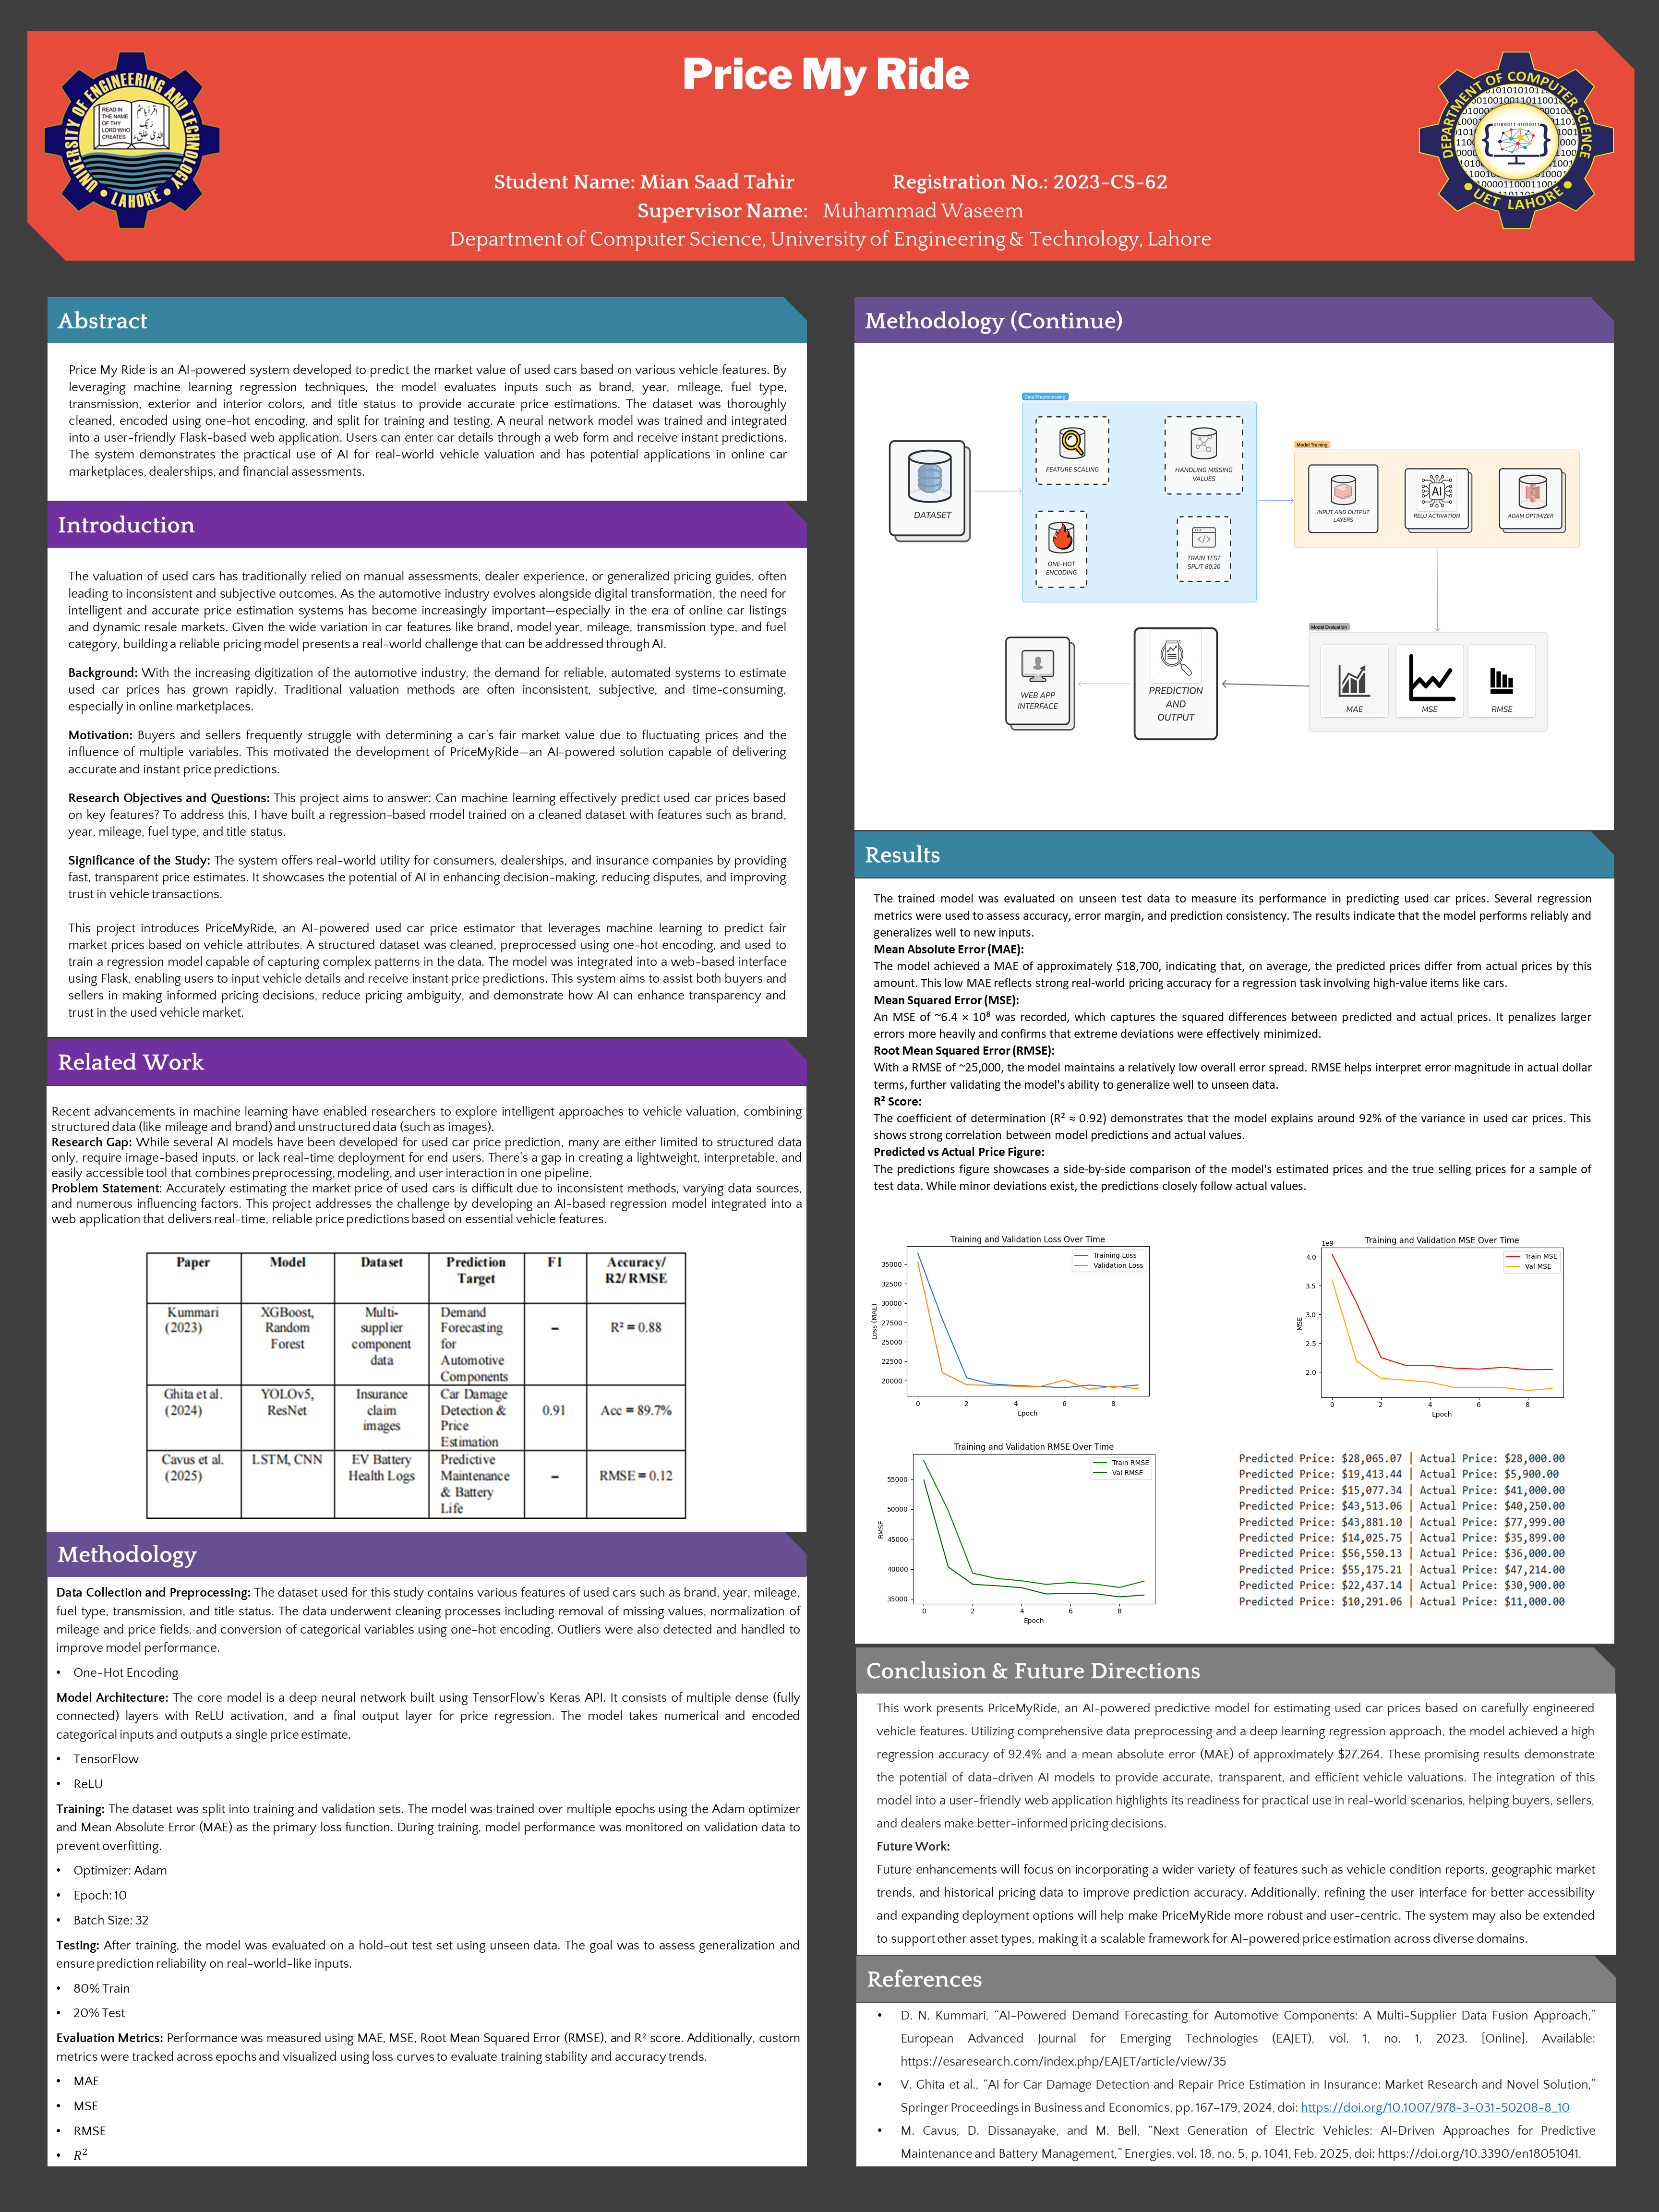 Price My Ride
UNIVERSITY OF ENGINEERING AND TECHNOLOGY
LAHORE
READ IN
THE NAME
OF THY
LORD WHO
CREATES
DEPARTMENT OF COMPUTER SCIENCE
UET LAHORE
Student Name: Mian Saad Tahir Registration No.: 2023-CS-62
Supervisor Name: Muhammad Waseem
Department of Computer Science, University of Engineering & Technology, Lahore
Abstract
Price My Ride is an AI-powered system developed to predict the market value of used cars based on various vehicle features. By
leveraging machine learning regression techniques, the model evaluates inputs such as brand, year, mileage, fuel type,
transmission, exterior and interior colors, and title status to provide accurate price estimations. The dataset was thoroughly
cleaned, encoded using one-hot encoding, and split for training and testing. A neural network model was trained and integrated
into a user-friendly Flask-based web application. Users can enter car details through a web form and receive instant predictions.
The system demonstrates the practical use of AI for real-world vehicle valuation and has potential applications in online car
marketplaces, dealerships, and financial assessments.
Introduction
The valuation of used cars has traditionally relied on manual assessments, dealer experience, or generalized pricing guides, often
leading to inconsistent and subjective outcomes. As the automotive industry evolves alongside digital transformation, the need for
intelligent and accurate price estimation systems has become increasingly important—especially in the era of online car listings
and dynamic resale markets. Given the wide variation in car features like brand, model year, mileage, transmission type, and fuel
category, building a reliable pricing model presents a real-world challenge that can be addressed through AI.
Background: With the increasing digitization of the automotive industry, the demand for reliable, automated systems to estimate
used car prices has grown rapidly. Traditional valuation methods are often inconsistent, subjective, and time-consuming,
especially in online marketplaces.
Motivation: Buyers and sellers frequently struggle with determining a car's fair market value due to fluctuating prices and the
influence of multiple variables. This motivated the development of PriceMyRide—an AI-powered solution capable of delivering
accurate and instant price predictions.
Research Objectives and Questions: This project aims to answer: Can machine learning effectively predict used car prices based
on key features? To address this, I have built a regression-based model trained on a cleaned dataset with features such as brand,
year, mileage, fuel type, and title status.
Significance of the Study: The system offers real-world utility for consumers, dealerships, and insurance companies by providing
fast, transparent price estimates. It showcases the potential of AI in enhancing decision-making, reducing disputes, and improving
trust in vehicle transactions.
This project introduces PriceMyRide, an AI-powered used car price estimator that leverages machine learning to predict fair
market prices based on vehicle attributes. A structured dataset was cleaned, preprocessed using one-hot encoding, and used to
train a regression model capable of capturing complex patterns in the data. The model was integrated into a web-based interface
using Flask, enabling users to input vehicle details and receive instant price predictions. This system aims to assist both buyers and
sellers in making informed pricing decisions, reduce pricing ambiguity, and demonstrate how AI can enhance transparency and
trust in the used vehicle market.
Related Work
Recent advancements in machine learning have enabled researchers to explore intelligent approaches to vehicle valuation, combining
structured data (like mileage and brand) and unstructured data (such as images).
Research Gap: While several AI models have been developed for used car price prediction, many are either limited to structured data
only, require image-based inputs, or lack real-time deployment for end users. There's a gap in creating a lightweight, interpretable, and
easily accessible tool that combines preprocessing, modeling, and user interaction in one pipeline.
Problem Statement: Accurately estimating the market price of used cars is difficult due to inconsistent methods, varying data sources,
and numerous influencing factors. This project addresses the challenge by developing an AI-based regression model integrated into a
web application that delivers real-time, reliable price predictions based on essential vehicle features.
Paper Model Dataset Prediction Target F1 Accuracy/ R2/ RMSE
Kummari (2023) XGBoost, Random Forest Multi-supplier component data Demand Forecasting for Automotive Components – R² = 0.88
Ghita et al. (2024) YOLOv5, ResNet Insurance claim images Car Damage Detection & Price Estimation 0.91 Acc = 89.7%
Cavus et al. (2025) LSTM, CNN EV Battery Health Logs Predictive Maintenance & Battery Life – RMSE = 0.12
Methodology
Data Collection and Preprocessing: The dataset used for this study contains various features of used cars such as brand, year, mileage,
fuel type, transmission, and title status. The data underwent cleaning processes including removal of missing values, normalization of
mileage and price fields, and conversion of categorical variables using one-hot encoding. Outliers were also detected and handled to
improve model performance.
• One-Hot Encoding
Model Architecture: The core model is a deep neural network built using TensorFlow's Keras API. It consists of multiple dense (fully
connected) layers with ReLU activation, and a final output layer for price regression. The model takes numerical and encoded
categorical inputs and outputs a single price estimate.
• TensorFlow
• ReLU
Training: The dataset was split into training and validation sets. The model was trained over multiple epochs using the Adam optimizer
and Mean Absolute Error (MAE) as the primary loss function. During training, model performance was monitored on validation data to
prevent overfitting.
• Optimizer: Adam
• Epoch: 10
• Batch Size: 32
Testing: After training, the model was evaluated on a hold-out test set using unseen data. The goal was to assess generalization and
ensure prediction reliability on real-world-like inputs.
• 80% Train
• 20% Test
Evaluation Metrics: Performance was measured using MAE, MSE, Root Mean Squared Error (RMSE), and R² score. Additionally, custom
metrics were tracked across epochs and visualized using loss curves to evaluate training stability and accuracy trends.
• MAE
• MSE
• RMSE
• R²
Methodology (Continue)
DATASET
Data Preprocessing
FEATURE SCALING
HANDLING MISSING
VALUES
ONE-HOT
ENCODING
TRAIN TEST
SPLIT 80:20
Model Training
INPUT AND OUTPUT
LAYERS
AI
RELU ACTIVATION
ADAM OPTIMIZER
Model Evaluation
MAE
MSE
RMSE
PREDICTION
AND
OUTPUT
WEB APP
INTERFACE
Results
The trained model was evaluated on unseen test data to measure its performance in predicting used car prices. Several regression
metrics were used to assess accuracy, error margin, and prediction consistency. The results indicate that the model performs reliably and
generalizes well to new inputs.
Mean Absolute Error (MAE):
The model achieved a MAE of approximately $18,700, indicating that, on average, the predicted prices differ from actual prices by this
amount. This low MAE reflects strong real-world pricing accuracy for a regression task involving high-value items like cars.
Mean Squared Error (MSE):
An MSE of ~6.4 × 10⁸ was recorded, which captures the squared differences between predicted and actual prices. It penalizes larger
errors more heavily and confirms that extreme deviations were effectively minimized.
Root Mean Squared Error (RMSE):
With a RMSE of ~25,000, the model maintains a relatively low overall error spread. RMSE helps interpret error magnitude in actual dollar
terms, further validating the model's ability to generalize well to unseen data.
R² Score:
The coefficient of determination (R² ≈ 0.92) demonstrates that the model explains around 92% of the variance in used car prices. This
shows strong correlation between model predictions and actual values.
Predicted vs Actual Price Figure:
The predictions figure showcases a side-by-side comparison of the model's estimated prices and the true selling prices for a sample of
test data. While minor deviations exist, the predictions closely follow actual values.
Training and Validation Loss Over Time
Training Loss
Validation Loss
Loss (MAE)
35000
32500
30000
27500
25000
22500
20000
0 2 4 6 8
Epoch
Training and Validation MSE Over Time
1e9
Train MSE
Val MSE
MSE
4.0
3.5
3.0
2.5
2.0
0 2 4 6 8
Epoch
Training and Validation RMSE Over Time
Train RMSE
Val RMSE
RMSE
55000
50000
45000
40000
35000
0 2 4 6 8
Epoch
Predicted Price: $28,065.07 | Actual Price: $28,000.00
Predicted Price: $19,413.44 | Actual Price: $5,900.00
Predicted Price: $15,077.34 | Actual Price: $41,000.00
Predicted Price: $43,513.06 | Actual Price: $40,250.00
Predicted Price: $43,881.10 | Actual Price: $77,999.00
Predicted Price: $14,025.75 | Actual Price: $35,899.00
Predicted Price: $56,550.13 | Actual Price: $36,000.00
Predicted Price: $55,175.21 | Actual Price: $47,214.00
Predicted Price: $22,437.14 | Actual Price: $30,900.00
Predicted Price: $10,291.06 | Actual Price: $11,000.00
Conclusion & Future Directions
This work presents PriceMyRide, an AI-powered predictive model for estimating used car prices based on carefully engineered
vehicle features. Utilizing comprehensive data preprocessing and a deep learning regression approach, the model achieved a high
regression accuracy of 92.4% and a mean absolute error (MAE) of approximately $27,264. These promising results demonstrate
the potential of data-driven AI models to provide accurate, transparent, and efficient vehicle valuations. The integration of this
model into a user-friendly web application highlights its readiness for practical use in real-world scenarios, helping buyers, sellers,
and dealers make better-informed pricing decisions.
Future Work:
Future enhancements will focus on incorporating a wider variety of features such as vehicle condition reports, geographic market
trends, and historical pricing data to improve prediction accuracy. Additionally, refining the user interface for better accessibility
and expanding deployment options will help make PriceMyRide more robust and user-centric. The system may also be extended
to support other asset types, making it a scalable framework for AI-powered price estimation across diverse domains.
References
• D. N. Kummari, “AI-Powered Demand Forecasting for Automotive Components: A Multi-Supplier Data Fusion Approach,”
European Advanced Journal for Emerging Technologies (EAJET), vol. 1, no. 1, 2023. [Online]. Available:
https://esaresearch.com/index.php/EAJET/article/view/35
• V. Ghita et al., “AI for Car Damage Detection and Repair Price Estimation in Insurance: Market Research and Novel Solution,”
Springer Proceedings in Business and Economics, pp. 167–179, 2024, doi: https://doi.org/10.1007/978-3-031-50208-8_10
• M. Cavus, D. Dissanayake, and M. Bell, “Next Generation of Electric Vehicles: AI-Driven Approaches for Predictive
Maintenance and Battery Management,” Energies, vol. 18, no. 5, p. 1041, Feb. 2025, doi: https://doi.org/10.3390/en18051041.